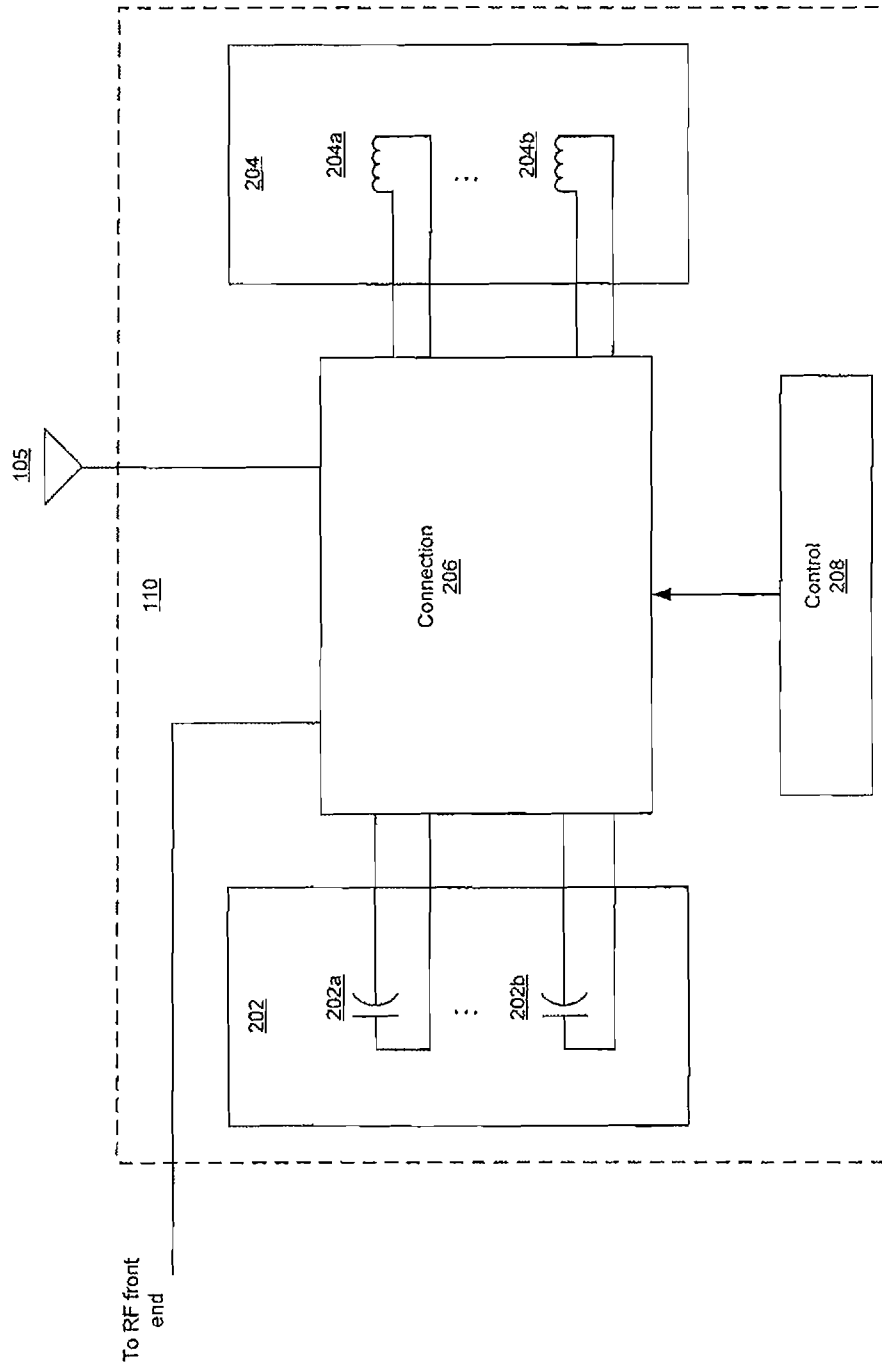 105
To RF front
end
110
202
202a
...
202b
Connection
206
204
204a
...
204b
Control
208